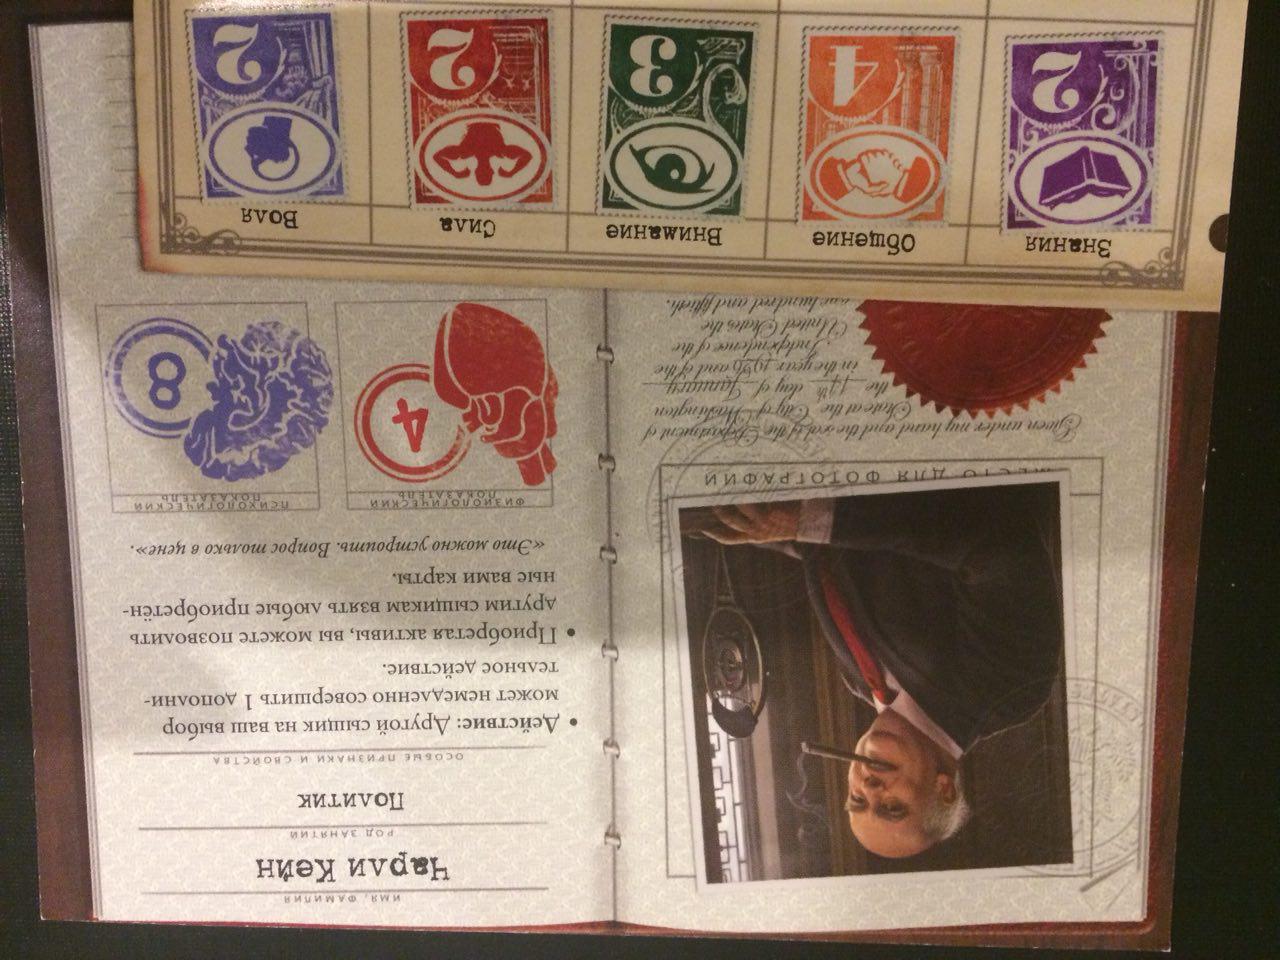 МЕСТО ДЛЯ ФОТОГРАФИИ
Given under my hand and the seal of the Department of
State at the City of Washington
the day of January
in the year 1926 and of the
Independence of the
United States the
one hundred and fiftieth.
ИМЯ, ФАМИЛИЯ
Чарли Кейн
РОД ЗАНЯТИЙ
Политик
ОСОБЫЕ ПРИЗНАКИ И СВОЙСТВА
• Действие: Другой сыщик на ваш выбор
может немедленно совершить 1 дополни-
тельное действие.
• Приобретая активы, вы можете позволить
другим сыщикам взять любые приобретён-
ные вами карты.
«Это можно устроить. Вопрос только в цене».
ФИЗИОЛОГИЧЕСКИЙ
ПОКАЗАТЕЛЬ
4
ПСИХОЛОГИЧЕСКИЙ
ПОКАЗАТЕЛЬ
8
Знания Общение Внимание Сила Воля
2 4 3 2 2